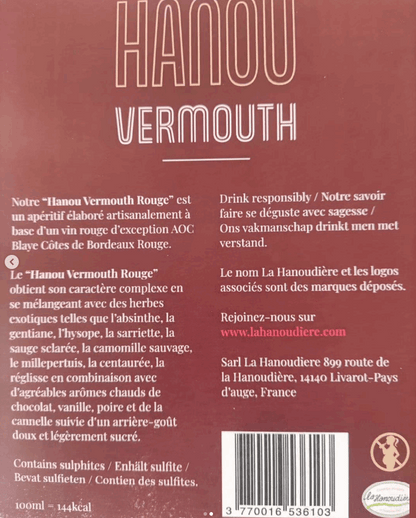 HANOU
VERMOUTH
Notre “Hanou Vermouth Rouge” est
un apéritif élaboré artisanalement à
base d'un vin rouge d'exception AOC
Blaye Côtes de Bordeaux Rouge.
Le “Hanou Vermouth Rouge”
obtient son caractère complexe en
se mélangeant avec des herbes
exotiques telles que l'absinthe, la
gentiane, l'hysope, la sarriette, la
sauge sclarée, la camomille sauvage,
le millepertuis, la centaurée, la
réglisse en combinaison avec
d'agréables arômes chauds de
chocolat, vanille, poire et de la
cannelle suivie d'un arrière-goût
doux et légèrement sucré.
Contains sulphites / Enhält sulfite /
Bevat sulfieten / Contien des sulfites.
100ml = 144kcal
Drink responsibly / Notre savoir
faire se déguste avec sagesse /
Ons vakmanschap drinkt men met
verstand.
Le nom La Hanoudière et les logos
associés sont des marques déposés.
Rejoinez-nous sur
www.lahanoudiere.com
Sarl La Hanoudiere 899 route de
la Hanoudière, 14140 Livarot-Pays
d'auge, France
3 770016 536103
la Hanoudière